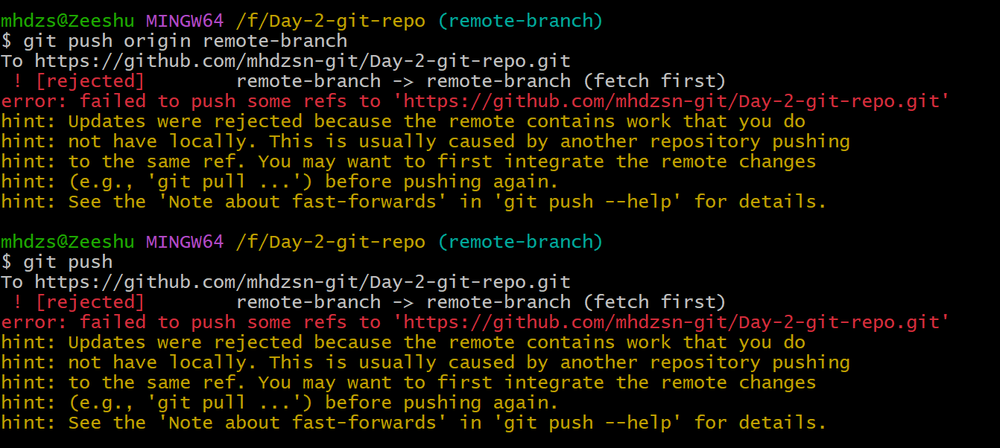 mhdzs@Zeeshu MINGW64 /f/Day-2-git-repo (remote-branch)
$ git push origin remote-branch
To https://github.com/mhdzsn-git/Day-2-git-repo.git
 ! [rejected]        remote-branch -> remote-branch (fetch first)
error: failed to push some refs to 'https://github.com/mhdzsn-git/Day-2-git-repo.git'
hint: Updates were rejected because the remote contains work that you do
hint: not have locally. This is usually caused by another repository pushing
hint: to the same ref. You may want to first integrate the remote changes
hint: (e.g., 'git pull ...') before pushing again.
hint: See the 'Note about fast-forwards' in 'git push --help' for details.

mhdzs@Zeeshu MINGW64 /f/Day-2-git-repo (remote-branch)
$ git push
To https://github.com/mhdzsn-git/Day-2-git-repo.git
 ! [rejected]        remote-branch -> remote-branch (fetch first)
error: failed to push some refs to 'https://github.com/mhdzsn-git/Day-2-git-repo.git'
hint: Updates were rejected because the remote contains work that you do
hint: not have locally. This is usually caused by another repository pushing
hint: to the same ref. You may want to first integrate the remote changes
hint: (e.g., 'git pull ...') before pushing again.
hint: See the 'Note about fast-forwards' in 'git push --help' for details.